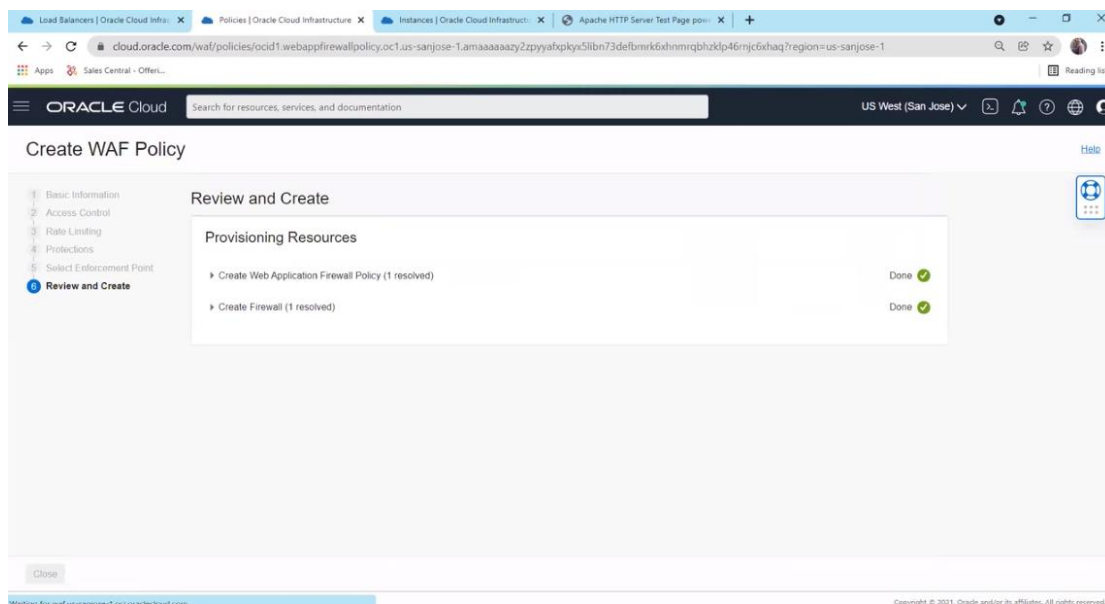 Load Balancers | Oracle Cloud Infras
Policies | Oracle Cloud Infrastructure
Instances | Oracle Cloud Infrastructu
Apache HTTP Server Test Page pow
cloud.oracle.com/waf/policies/ocid1.webappfirewallpolicy.oc1.us-sanjose-1.amaaaaaazy2zpyyafxpkyx5libn73defbmrk6xhnmrqbhzklp46rnjc6xhaq?region=us-sanjose-1
Apps
Sales Central - Offeri...
Reading lis
ORACLE Cloud
Search for resources, services, and documentation
US West (San Jose)
Create WAF Policy
Help
1 Basic Information
2 Access Control
3 Rate Limiting
4 Protections
5 Select Enforcement Point
6 Review and Create
Review and Create
Provisioning Resources
Create Web Application Firewall Policy (1 resolved)
Done
Create Firewall (1 resolved)
Done
Close
Copyright © 2021, Oracle and/or its affiliates. All rights reserved.